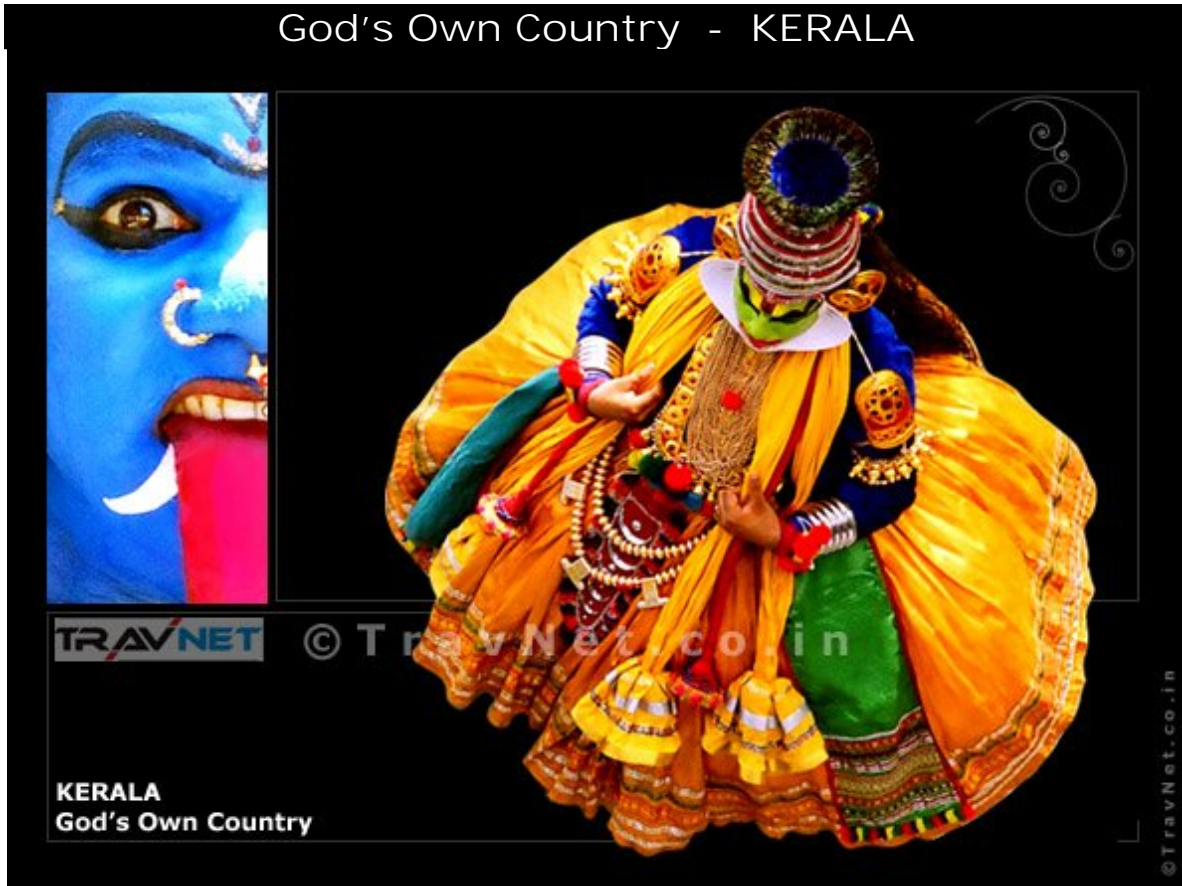 God's Own Country - KERALA
TRAVNET
©TravNet.co.in
KERALA
God's Own Country
©TravNet.co.in